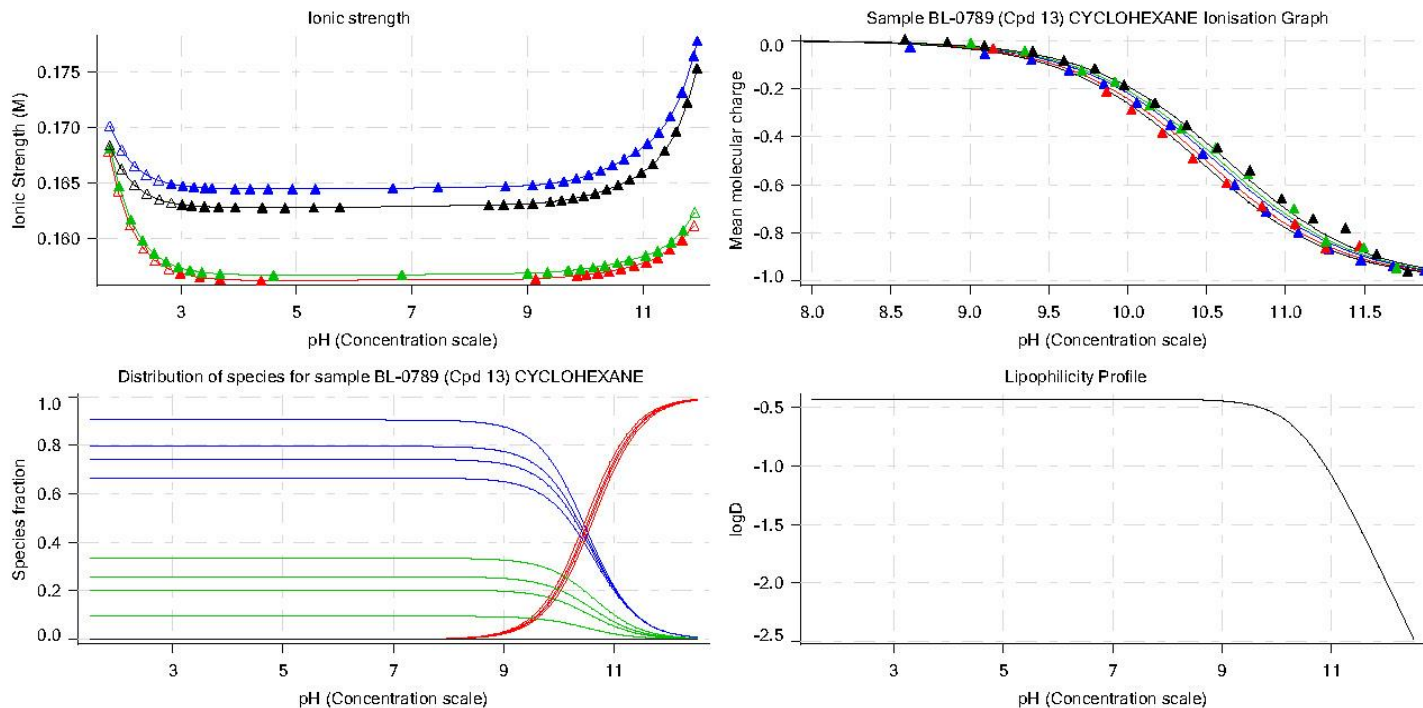 Ionic strength
Ionic Strength (M)
0.175
0.170
0.165
0.160
3 5 7 9 11
pH (Concentration scale)
Sample BL-0789 (Cpd 13) CYCLOHEXANE Ionisation Graph
Mean molecular charge
0.0
-0.2
-0.4
-0.6
-0.8
-1.0
8.0 8.5 9.0 9.5 10.0 10.5 11.0 11.5
pH (Concentration scale)
Distribution of species for sample BL-0789 (Cpd 13) CYCLOHEXANE
Species fraction
1.0
0.8
0.6
0.4
0.2
0.0
3 5 7 9 11
pH (Concentration scale)
Lipophilicity Profile
logD
-0.5
-1.0
-1.5
-2.0
-2.5
3 5 7 9 11
pH (Concentration scale)